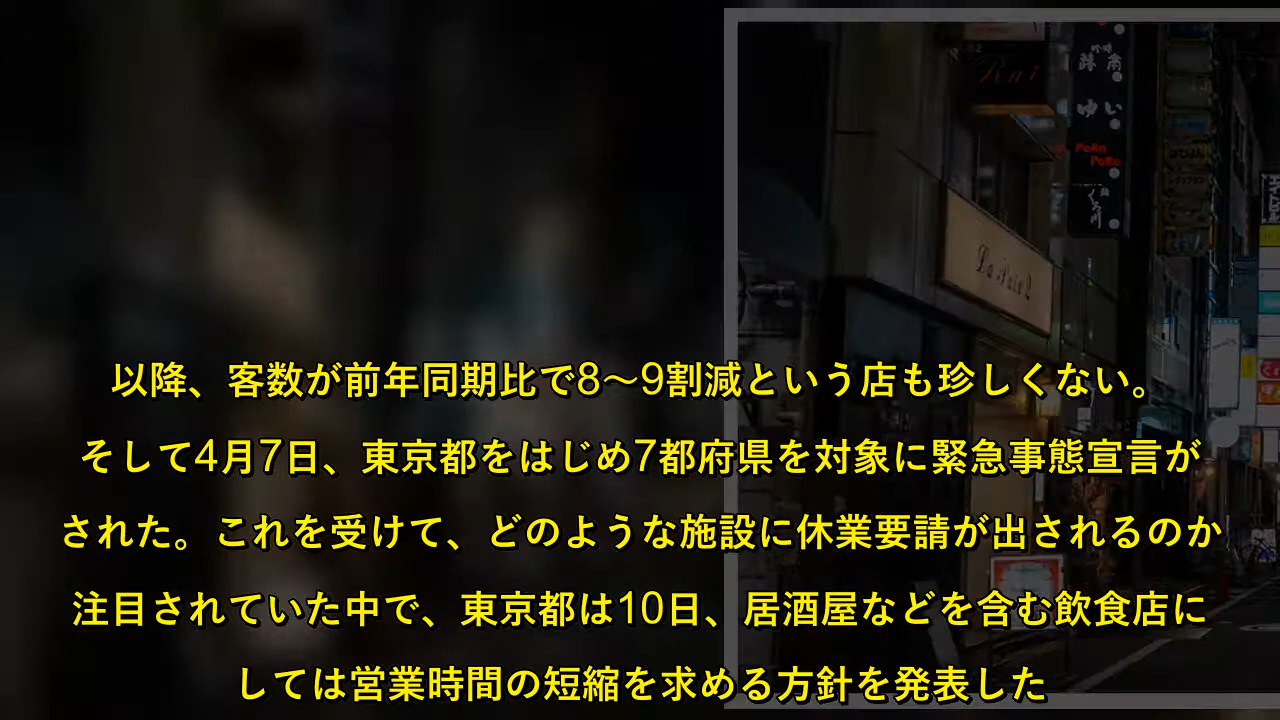 Rai
ゆい
PoRo
PoRo
以降、客数が前年同期比で8〜9割減という店も珍しくない。
そして4月7日、東京都をはじめ7都府県を対象に緊急事態宣言が
された。これを受けて、どのような施設に休業要請が出されるのか
注目されていた中で、東京都は10日、居酒屋などを含む飲食店に
しては営業時間の短縮を求める方針を発表した